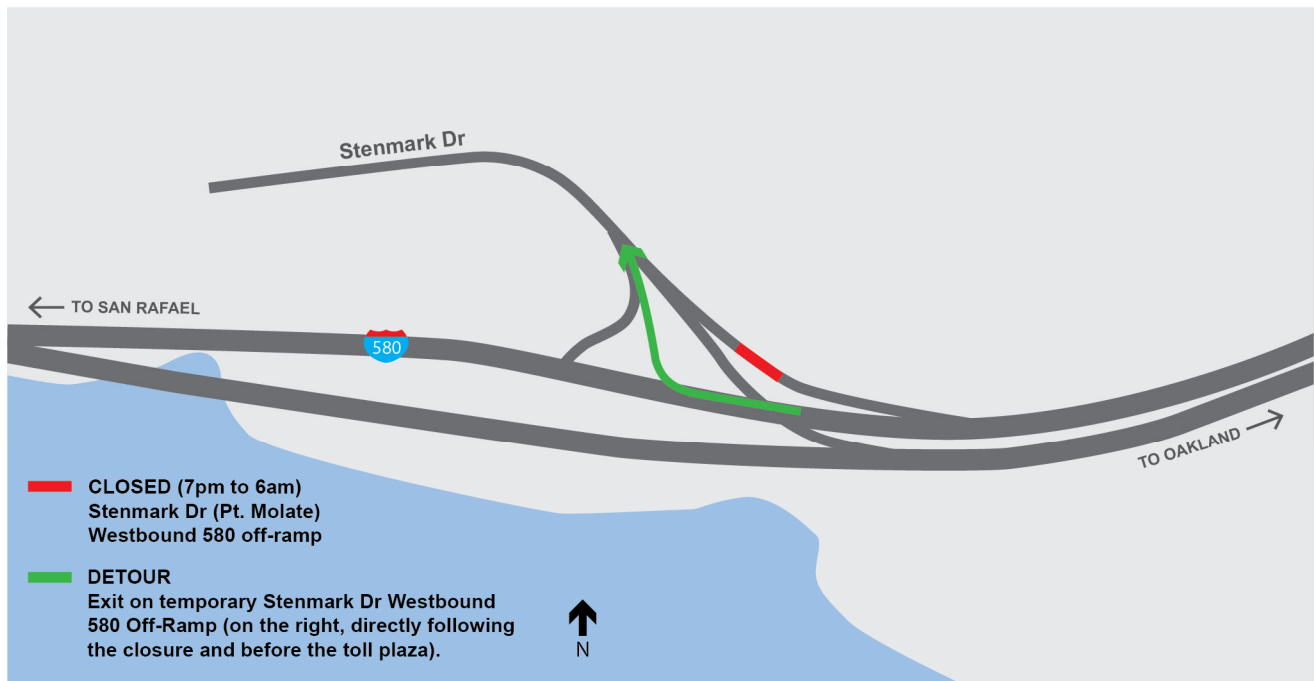 Stenmark Dr
TO SAN RAFAEL
580
TO OAKLAND
CLOSED (7pm to 6am)
Stenmark Dr (Pt. Molate)
Westbound 580 off-ramp
DETOUR
Exit on temporary Stenmark Dr Westbound
580 Off-Ramp (on the right, directly following
the closure and before the toll plaza).
N